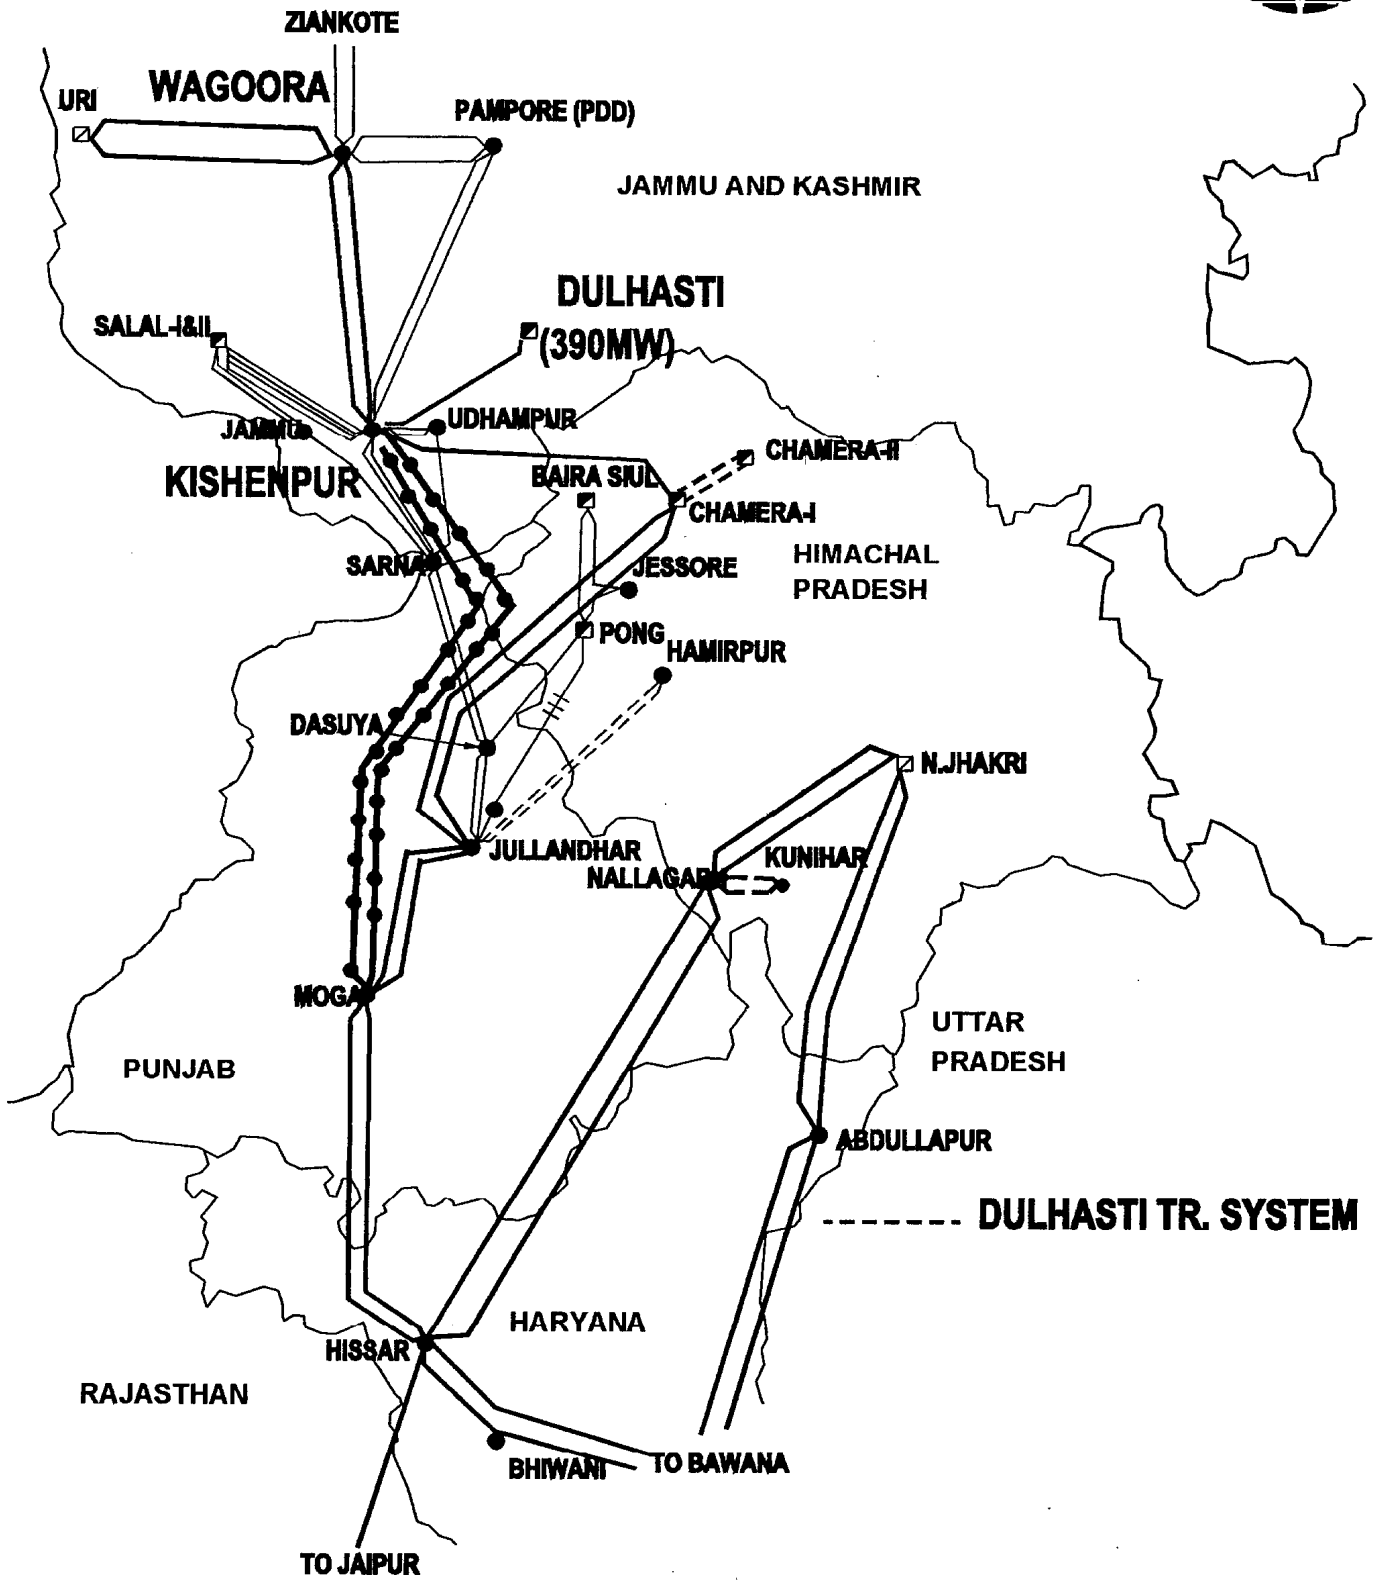 ZIANKOTE
WAGOORA
URI
PAMPORE (PDD)
JAMMU AND KASHMIR
DULHASTI
(390MW)
SALAL-I&II
UDHAMPUR
JAMMU
CHAMERA-II
BAIRA SIUL
KISHENPUR
CHAMERA-I
HIMACHAL
PRADESH
SARNA
JESSORE
PONG
HAMIRPUR
DASUYA
N.JHAKRI
JULLANDHAR
KUNIHAR
NALLAGAR
MOGA
UTTAR
PRADESH
PUNJAB
ABDULLAPUR
DULHASTI TR. SYSTEM
HARYANA
HISSAR
RAJASTHAN
BHIWANI
TO BAWANA
TO JAIPUR